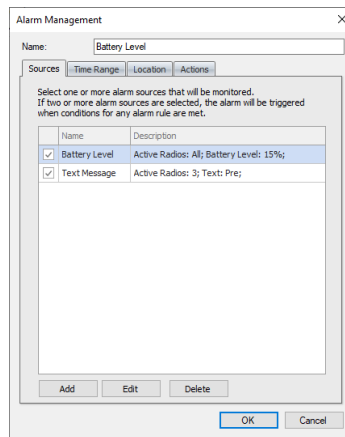 Alarm Management
Name: Battery Level
Sources Time Range Location Actions
Select one or more alarm sources that will be monitored.
If two or more alarm sources are selected, the alarm will be triggered
when conditions for any alarm rule are met.
Name Description
Battery Level Active Radios: All; Battery Level: 15%;
Text Message Active Radios: 3; Text: Pre;
Add Edit Delete
OK Cancel